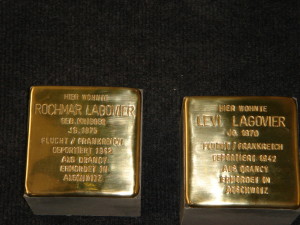 HIER WOHNTE
ROCHMAR LAGOVIER
GEB.
JG. 1875
FLUCHT / FRANKREICH
DEPORTIERT 1942
AUS DRANCY
ERMORDET IN
AUSCHWITZ
HIER WOHNTE
LEVI LAGOVIER
JG. 1870
FLUCHT / FRANKREICH
DEPORTIERT 1942
AUS DRANCY
ERMORDET IN
AUSCHWITZ